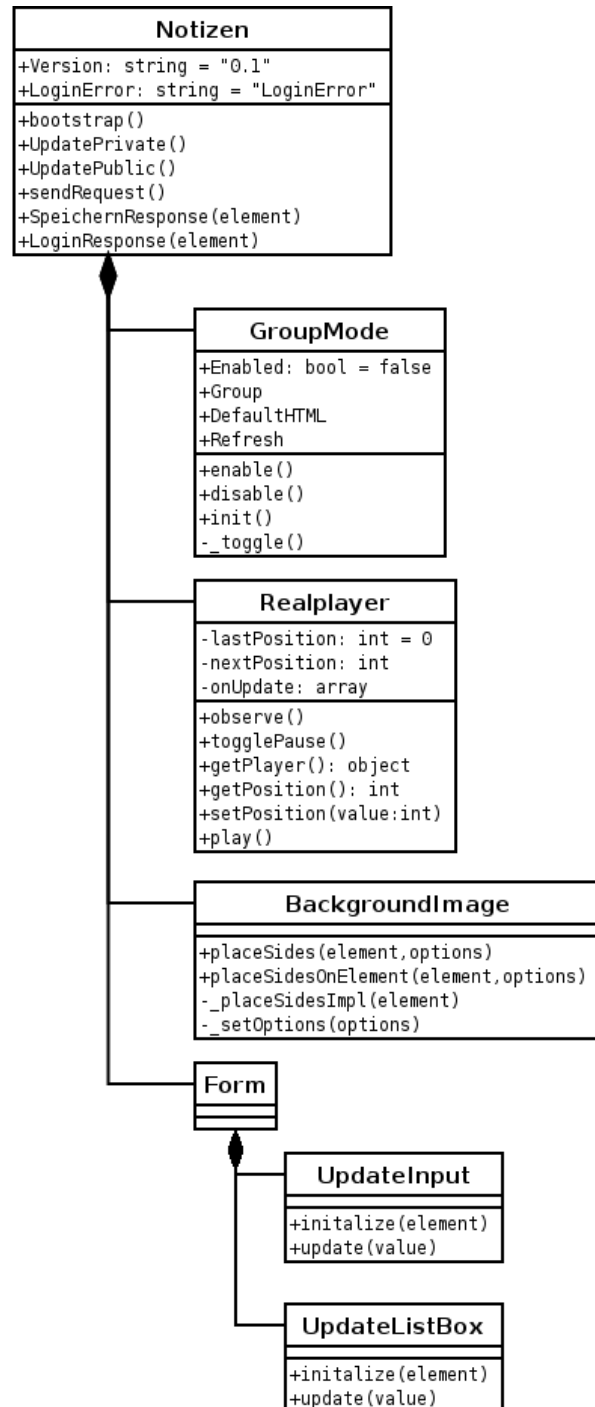 Notizen
+Version: string = "0.1"
+LoginError: string = "LoginError"
+bootstrap()
+UpdatePrivate()
+UpdatePublic()
+sendRequest()
+SpeichernResponse(element)
+LoginResponse(element)
GroupMode
+Enabled: bool = false
+Group
+DefaultHTML
+Refresh
+enable()
+disable()
+init()
-_toggle()
Realplayer
-lastPosition: int = 0
-nextPosition: int
-onUpdate: array
+observe()
+togglePause()
+getPlayer(): object
+getPosition(): int
+setPosition(value:int)
+play()
BackgroundImage
+placeSides(element,options)
+placeSidesOnElement(element,options)
-_placeSidesImpl(element)
-_setOptions(options)
Form
UpdateInput
+initalize(element)
+update(value)
UpdateListBox
+initalize(element)
+update(value)